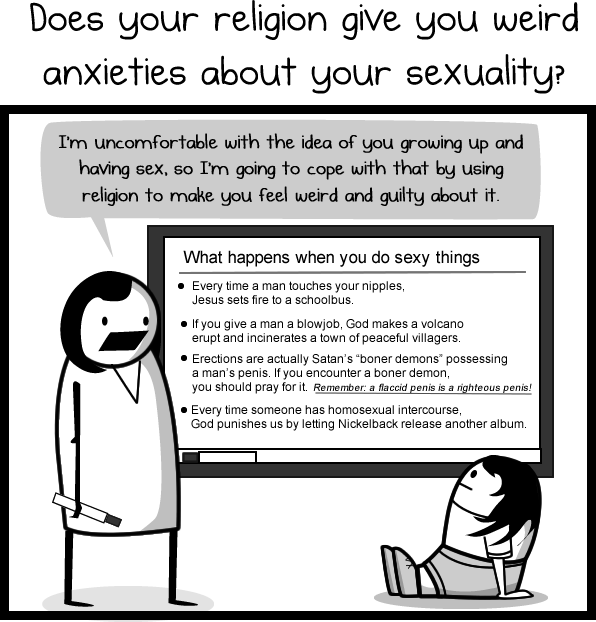 Does your religion give you weird
anxieties about your sexuality?
I'm uncomfortable with the idea of you growing up and
having sex, so I'm going to cope with that by using
religion to make you feel weird and guilty about it.
What happens when you do sexy things
• Every time a man touches your nipples,
Jesus sets fire to a schoolbus.
• If you give a man a blowjob, God makes a volcano
erupt and incinerates a town of peaceful villagers.
• Erections are actually Satan's “boner demons” possessing
a man's penis. If you encounter a boner demon,
you should pray for it. Remember: a flaccid penis is a righteous penis!
• Every time someone has homosexual intercourse,
God punishes us by letting Nickelback release another album.